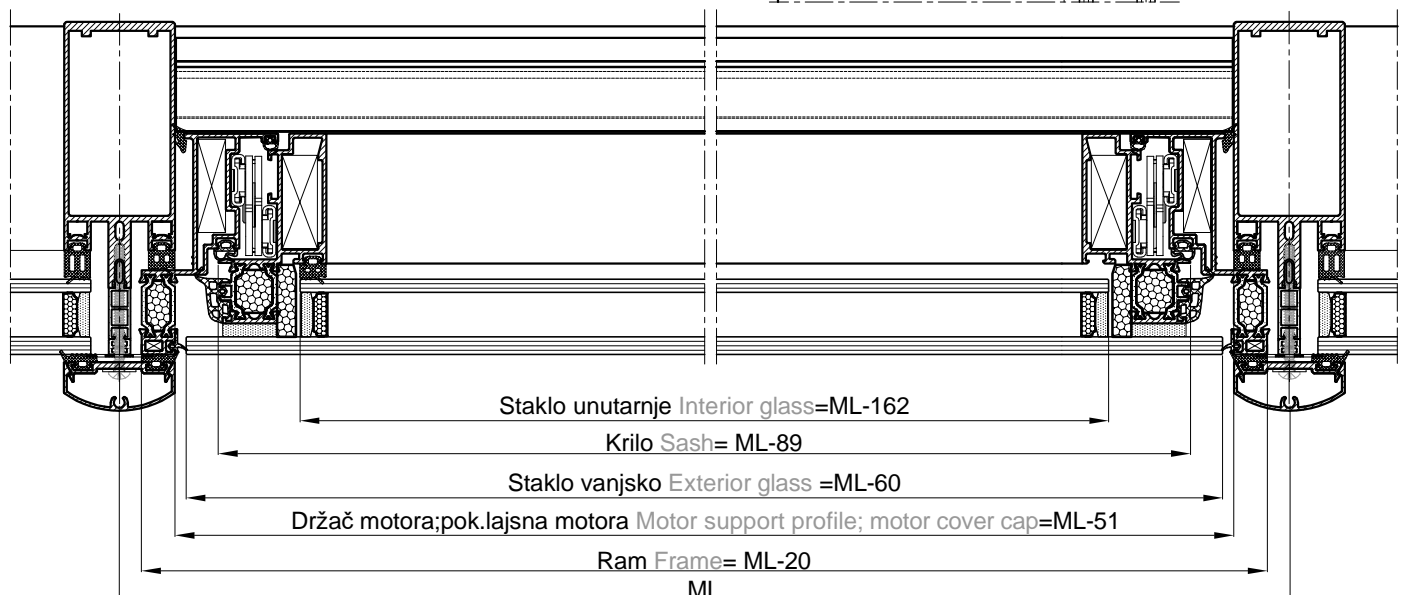 Staklo unutarnje Interior glass=ML-162
Krilo Sash= ML-89
Staklo vanjsko Exterior glass =ML-60
Držač motora;pok.lajsna motora Motor support profile; motor cover cap=ML-51
Ram Frame= ML-20
ML